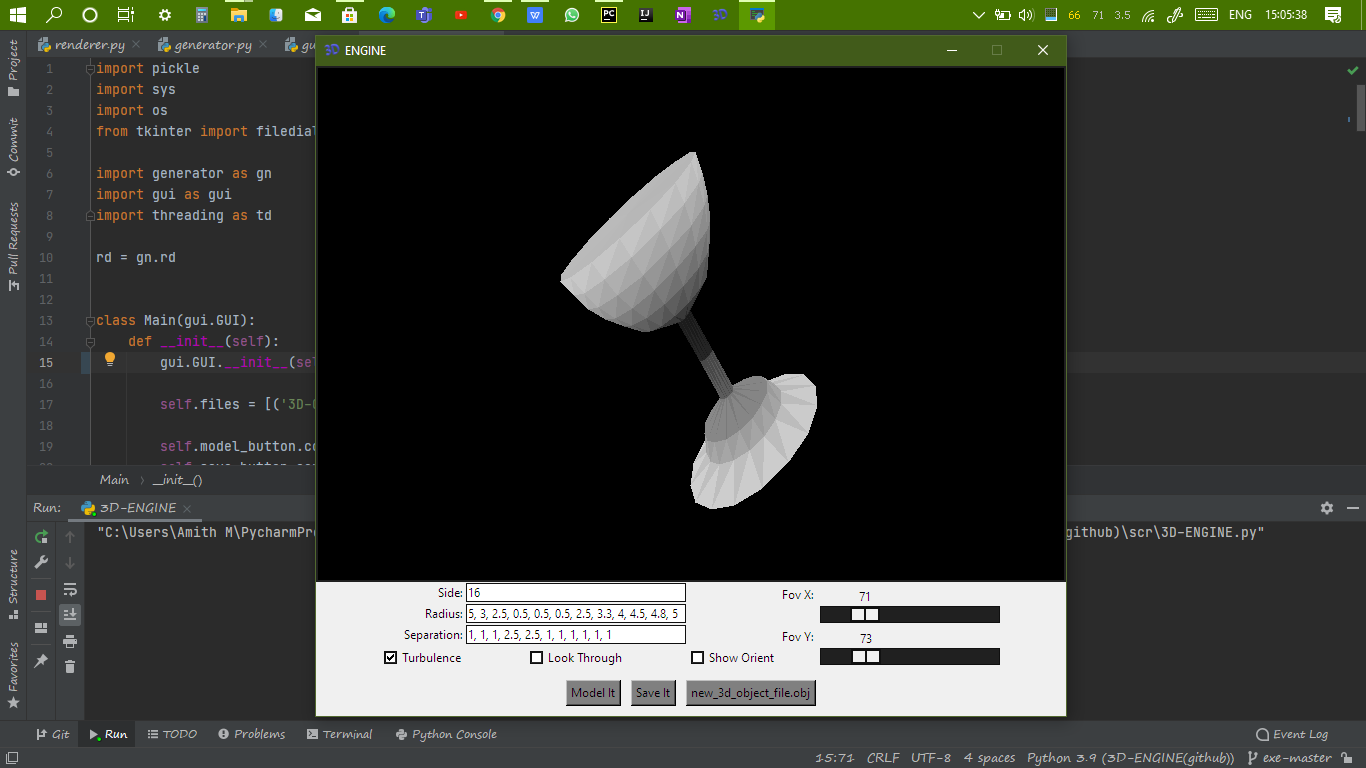 66 71 3.5 ENG 15:05:38
renderer.py generator.py gu
3D ENGINE
Project
Commit
Pull Requests
Structure
Favorites
1 import pickle
2 import sys
3 import os
4 from tkinter import filedial
5
6 import generator as gn
7 import gui as gui
8 import threading as td
9
10 rd = gn.rd
11
12
13 class Main(gui.GUI):
14 def __init__(self):
15 gui.GUI.__init__(sel
16
17 self.files = [('3D-O
18
19 self.model_button.co
Main › __init__()
Side: 16
Radius: 5, 3, 2.5, 0.5, 0.5, 0.5, 2.5, 3.3, 4, 4.5, 4.8, 5
Separation: 1, 1, 1, 2.5, 2.5, 1, 1, 1, 1, 1, 1
Turbulence Look Through Show Orient
Fov X: 71
Fov Y: 73
Model It Save It new_3d_object_file.obj
Run: 3D-ENGINE
"C:\Users\Amith M\PycharmPro
github)\scr\3D-ENGINE.py"
Git Run TODO Problems Terminal Python Console Event Log
15:71 CRLF UTF-8 4 spaces Python 3.9 (3D-ENGINE(github)) exe-master